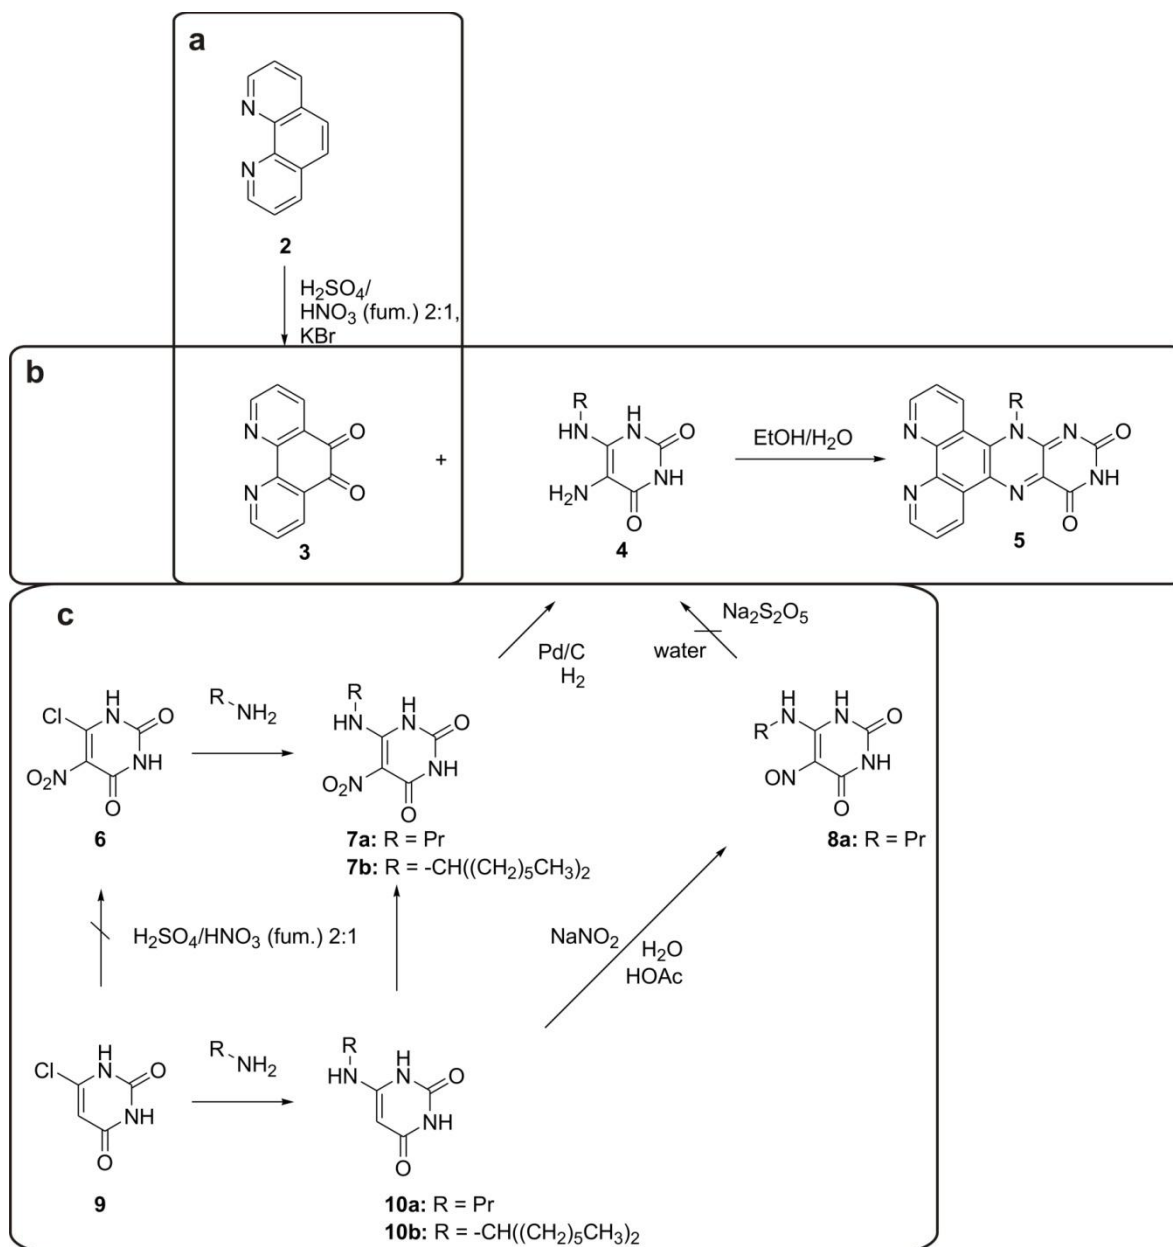 a
N
N
2
H2SO4/
HNO3 (fum.) 2:1,
KBr
b
N
N
O
O
3
+
R
HN
H
N
O
NH
H2N
O
4
EtOH/H2O
R
N
N
O
N
NH
N
N
O
5
c
Pd/C
H2
Na2S2O5
water
Cl
H
N
O
NH
O2N
O
6
R
NH2
R
HN
H
N
O
NH
O2N
O
7a: R = Pr
7b: R = -CH((CH2)5CH3)2
H
N
R
H
N
O
NH
ON
O
8a: R = Pr
H2SO4/HNO3 (fum.) 2:1
NaNO2
H2O
HOAc
Cl
H
N
O
NH
O
9
R
NH2
R
HN
H
N
O
NH
O
10a: R = Pr
10b: R = -CH((CH2)5CH3)2